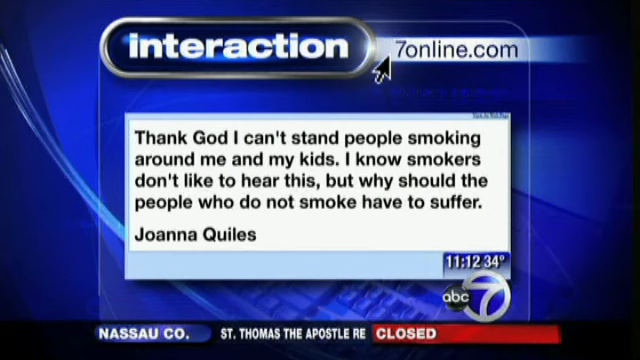 interaction
7online.com
Thank God I can't stand people smoking
around me and my kids. I know smokers
don't like to hear this, but why should the
people who do not smoke have to suffer.
Joanna Quiles
11:12 34°
abc 7
NASSAU CO. ST. THOMAS THE APOSTLE RE CLOSED